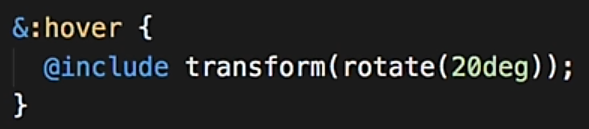 &:hover {
@include transform(rotate(20deg));
}